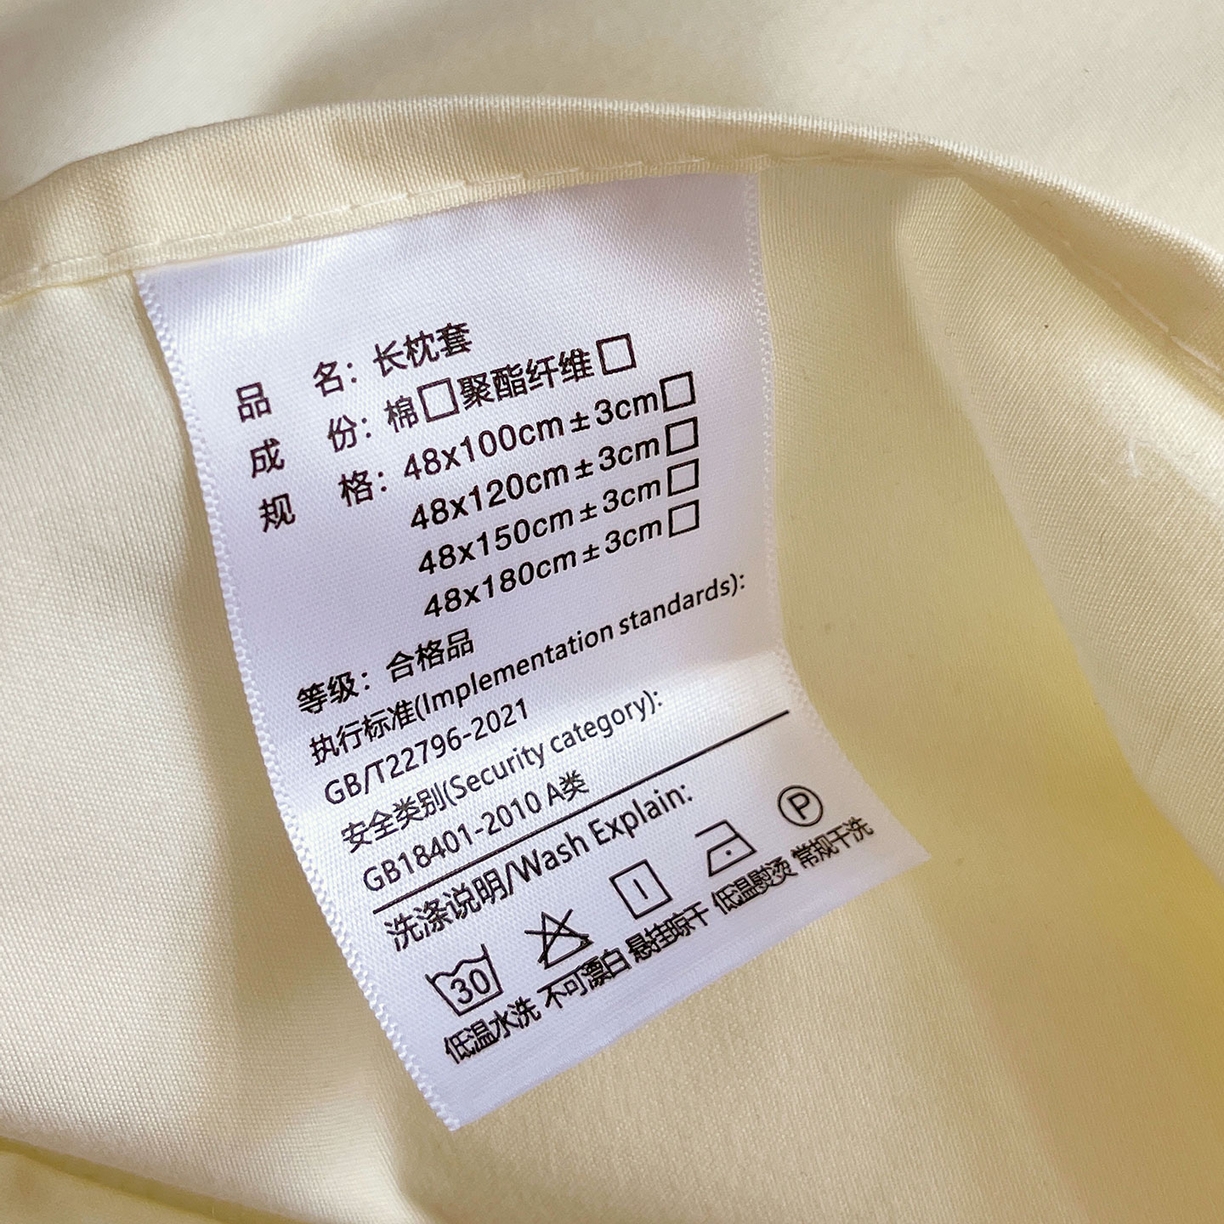 品 名：长枕套
成 份：棉□聚酯纤维□
规 格：48x100cm±3cm□
48x120cm±3cm□
48x150cm±3cm□
48x180cm±3cm□
等级：合格品
执行标准(Implementation standards):
GB/T22796-2021
安全类别(Security category):
GB18401-2010 A类
洗涤说明/Wash Explain:
30 P
低温水洗 不可漂白 悬挂晾干 低温熨烫 常规干洗